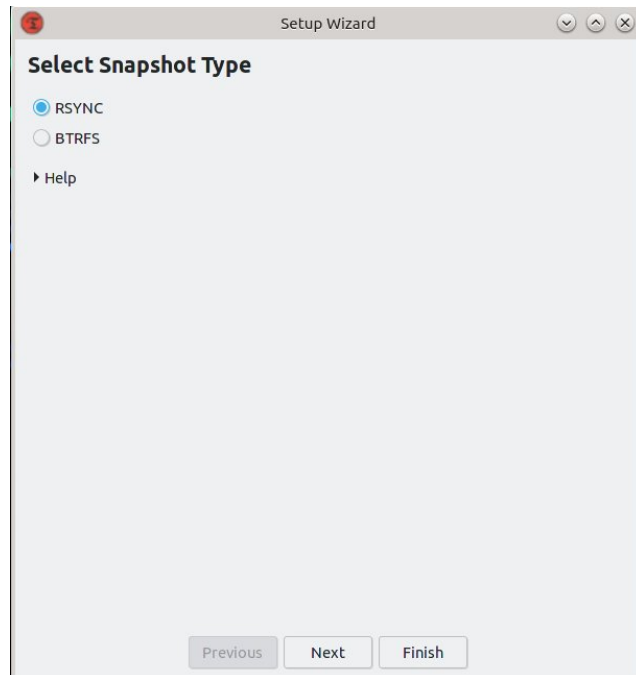 Setup Wizard
Select Snapshot Type
RSYNC
BTRFS
Help
Previous Next Finish